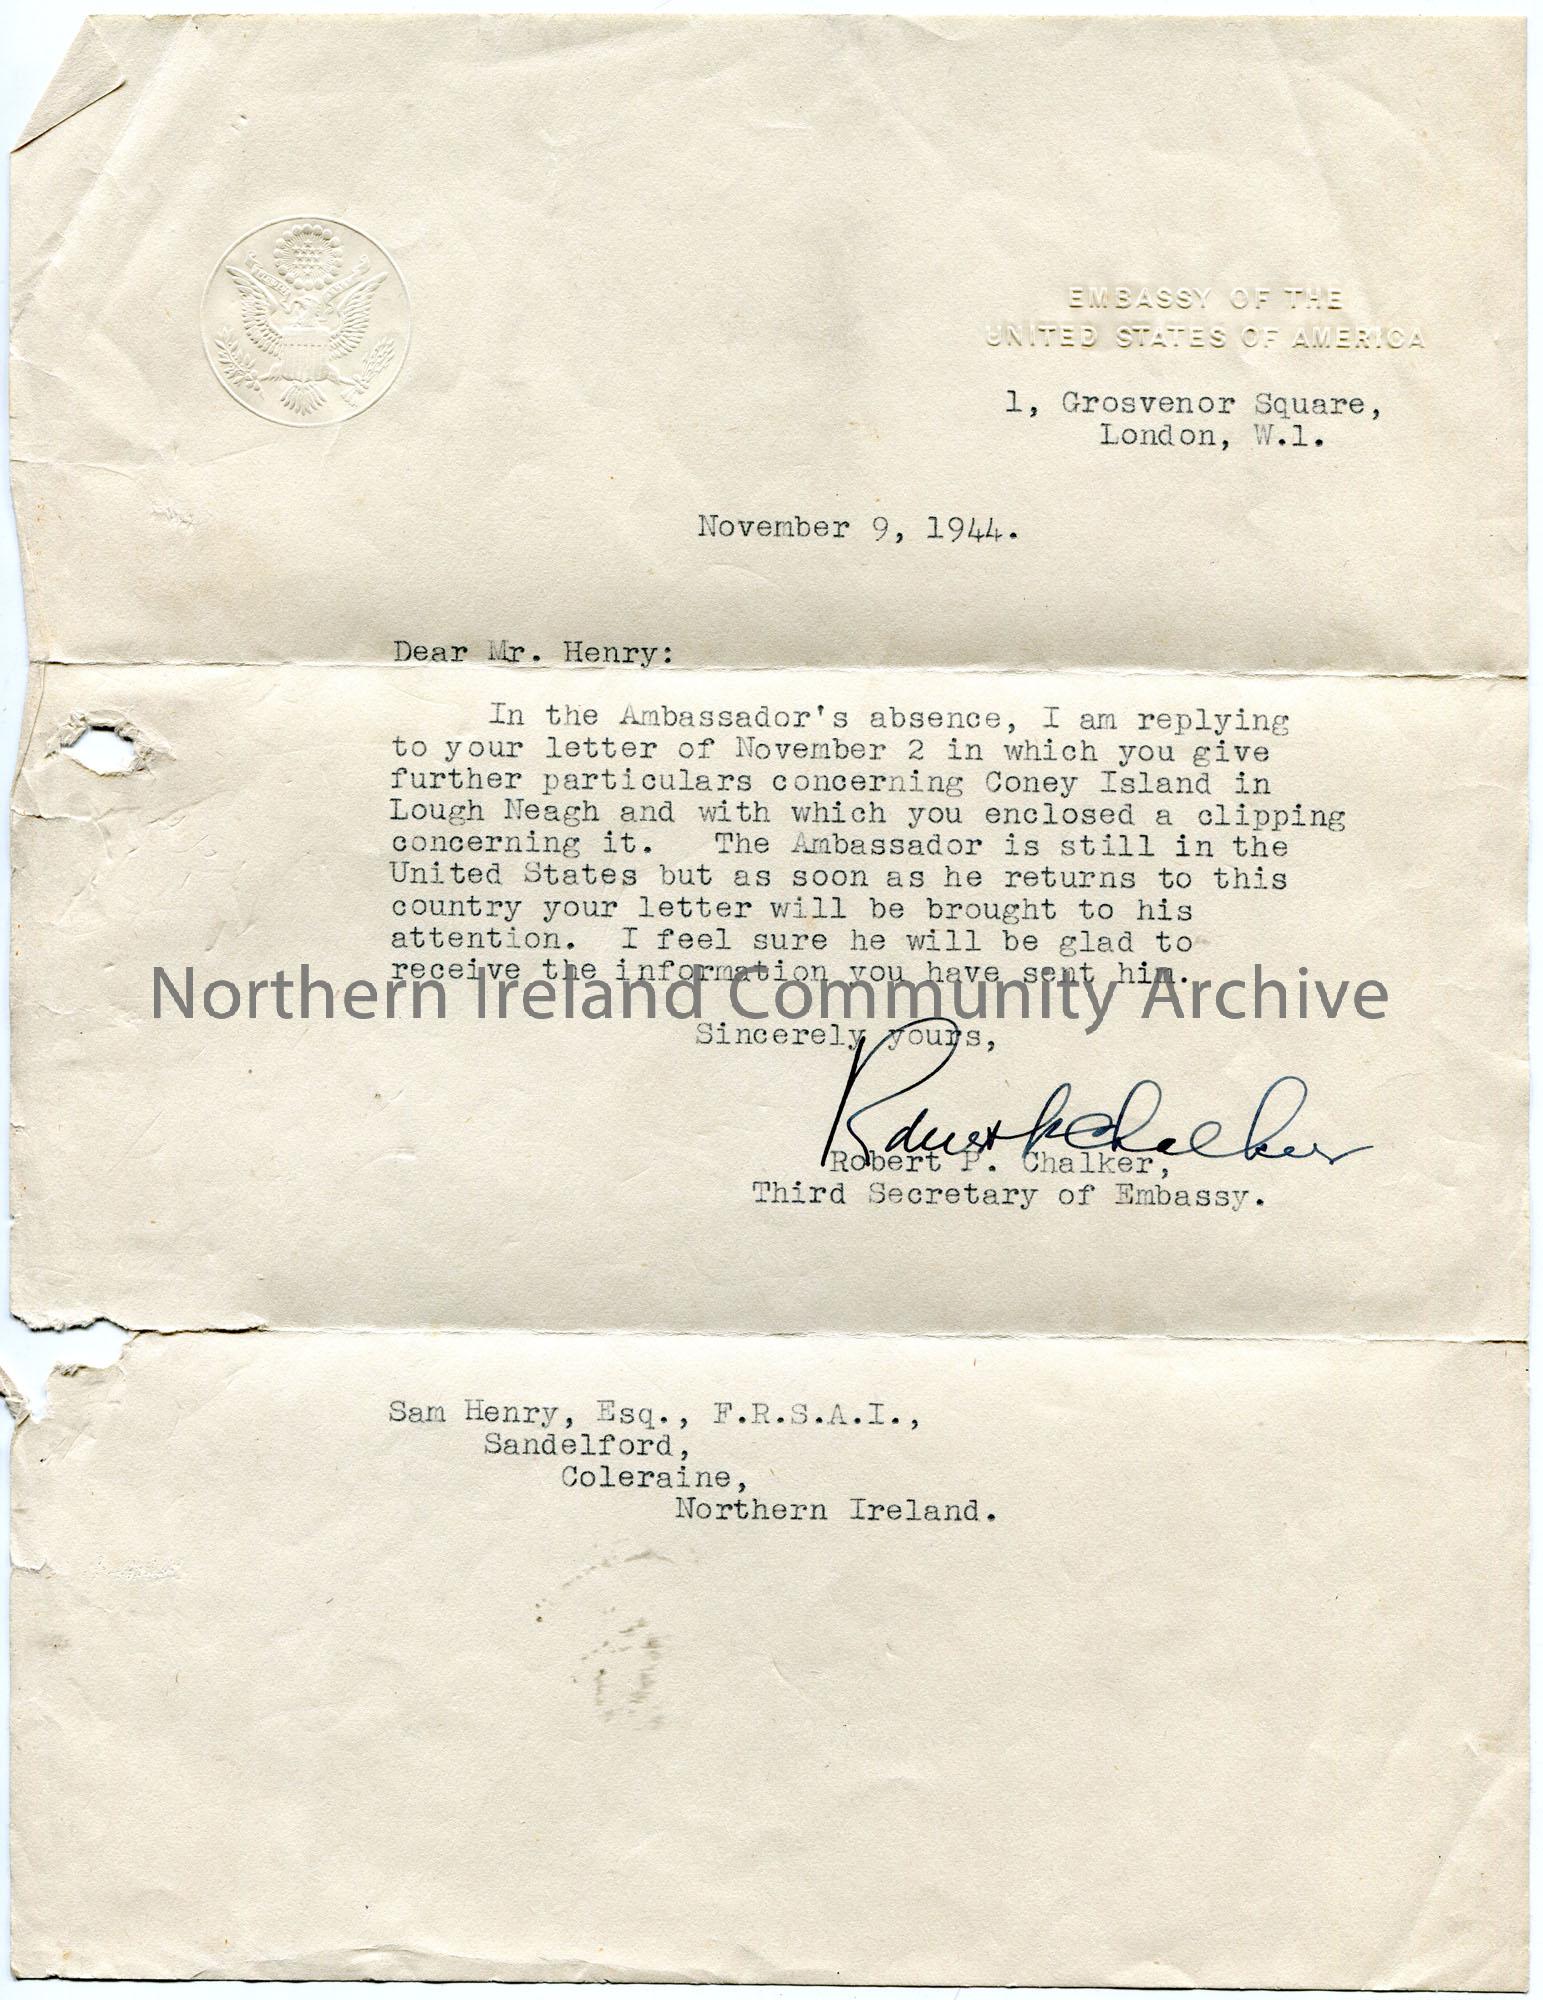 EMBASSY OF THE
UNITED STATES OF AMERICA
1, Grosvenor Square,
London, W.1.
November 9, 1944.
Dear Mr. Henry:
In the Ambassador's absence, I am replying
to your letter of November 2 in which you give
further particulars concerning Coney Island in
Lough Neagh and with which you enclosed a clipping
concerning it. The Ambassador is still in the
United States but as soon as he returns to this
country your letter will be brought to his
attention. I feel sure he will be glad to
receive the information you have sent him.
Northern Ireland Community Archive
Sincerely yours,
Robert P. Chalker
Robert P. Chalker,
Third Secretary of Embassy.
Sam Henry, Esq., F.R.S.A.I.,
Sandelford,
Coleraine,
Northern Ireland.